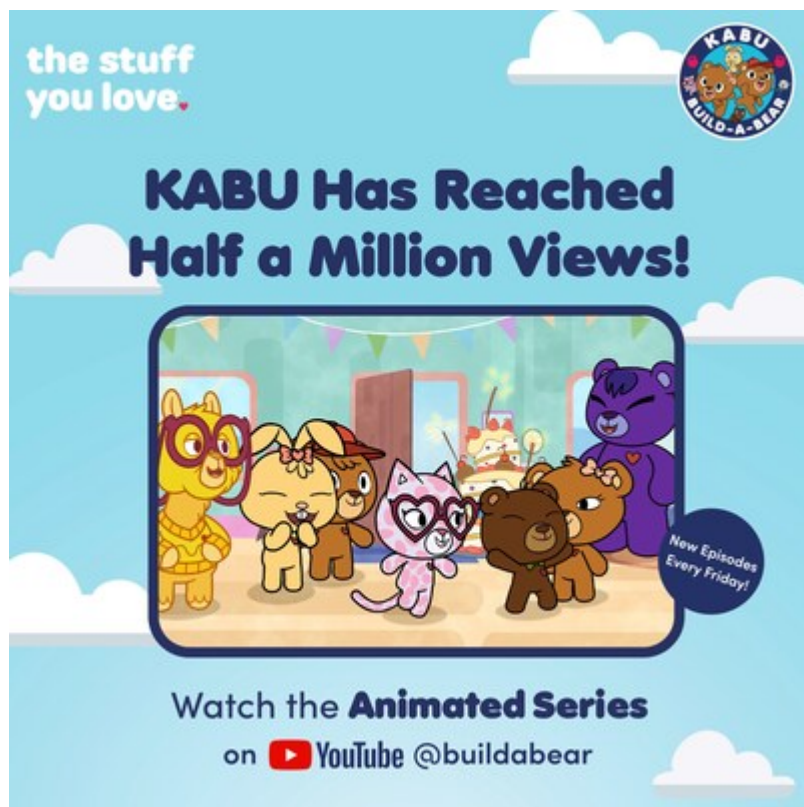 the stuff
you love.
KABU
BUILD-A-BEAR
KABU Has Reached
Half a Million Views!
New Episodes
Every Friday!
Watch the Animated Series
on YouTube @buildabear